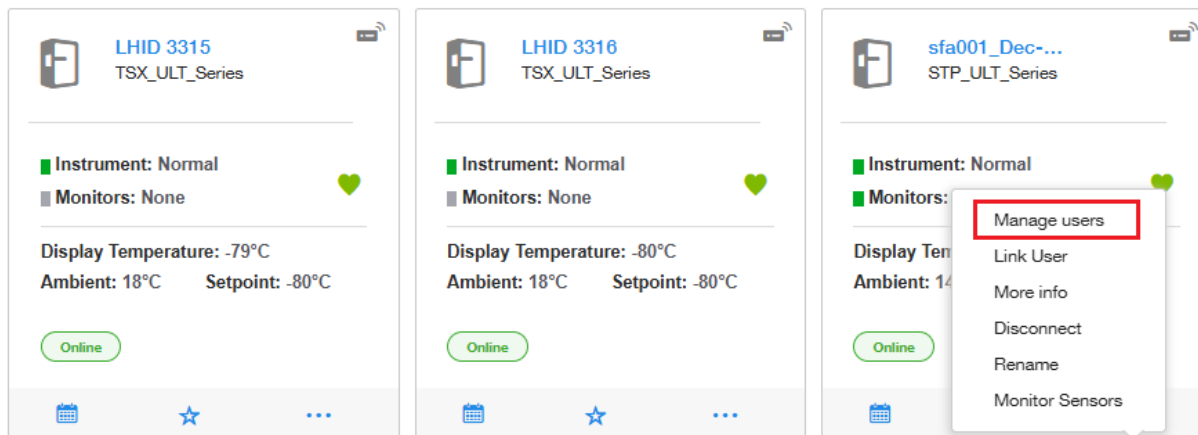 LHID 3315
TSX_ULT_Series
Instrument: Normal
Monitors: None
Display Temperature: -79°C
Ambient: 18°C Setpoint: -80°C
Online
LHID 3316
TSX_ULT_Series
Instrument: Normal
Monitors: None
Display Temperature: -80°C
Ambient: 18°C Setpoint: -80°C
Online
sfa001_Dec-...
STP_ULT_Series
Instrument: Normal
Monitors:
Display
Ambient:
Online
Manage users
Link User
More info
Disconnect
Rename
Monitor Sensors